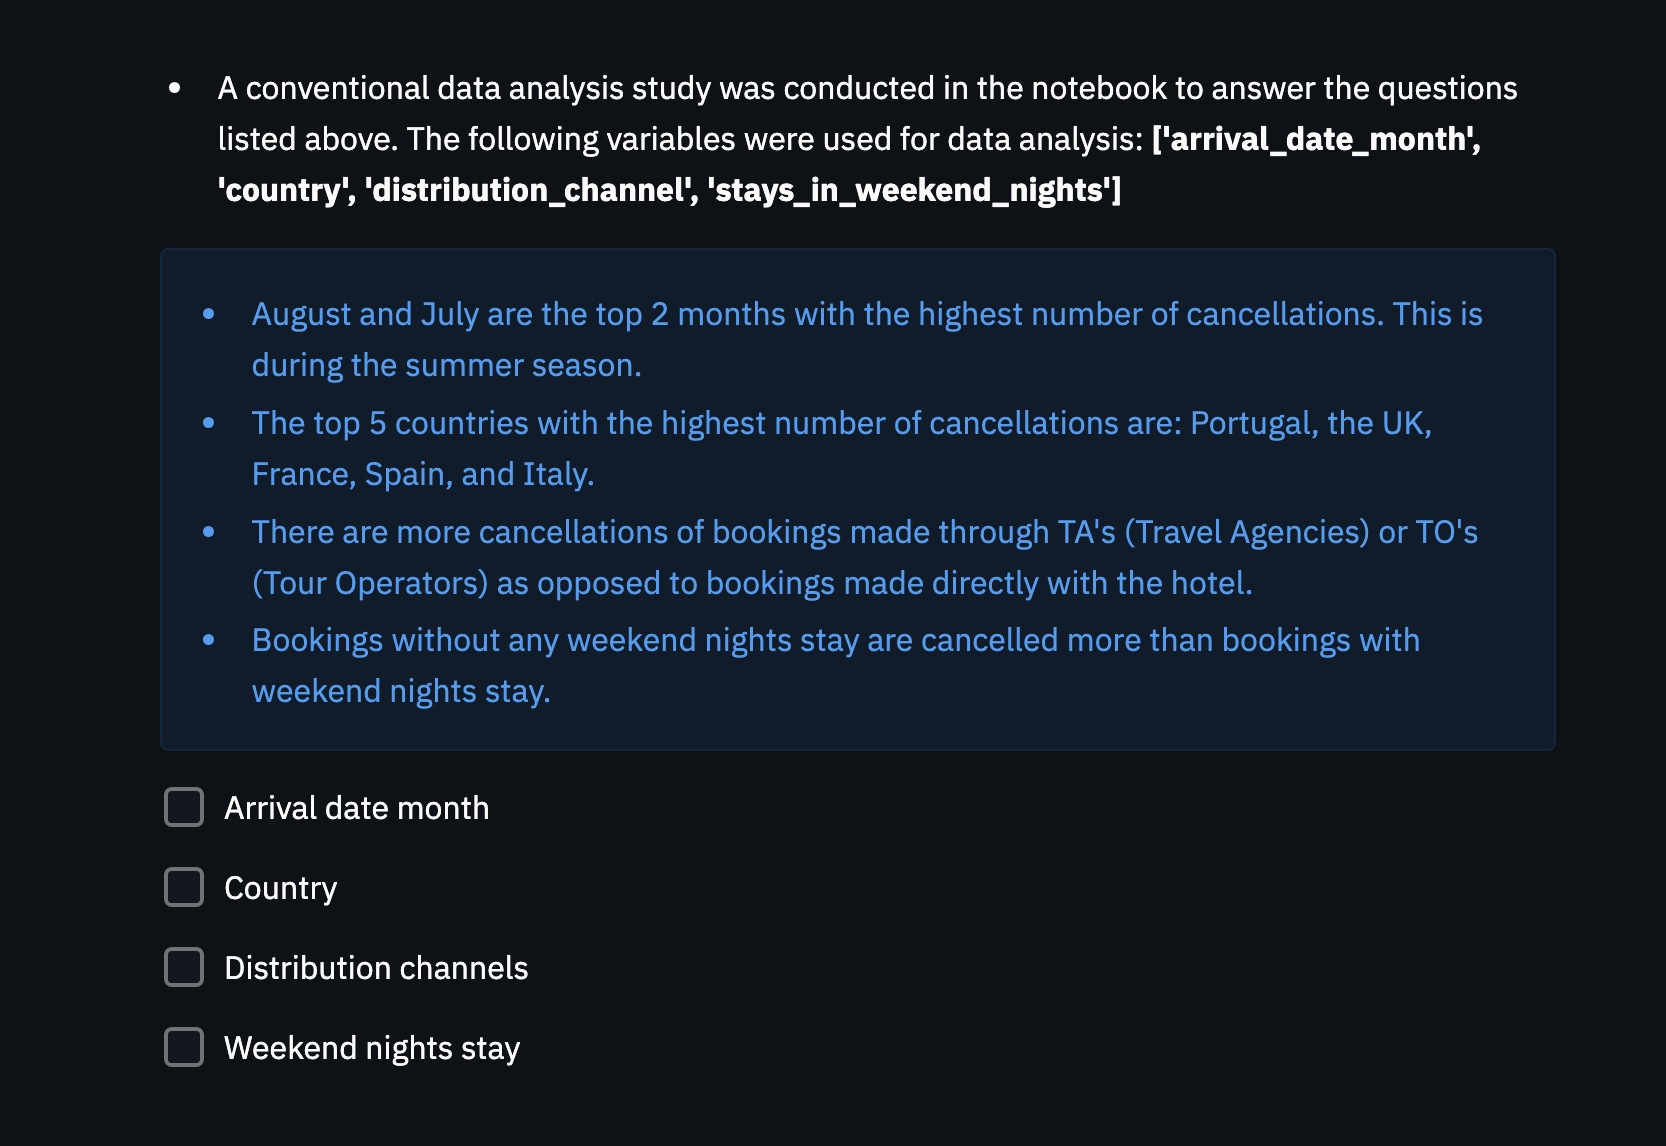 A conventional data analysis study was conducted in the notebook to answer the questions
listed above. The following variables were used for data analysis: ['arrival_date_month',
'country', 'distribution_channel', 'stays_in_weekend_nights']
August and July are the top 2 months with the highest number of cancellations. This is
during the summer season.
The top 5 countries with the highest number of cancellations are: Portugal, the UK,
France, Spain, and Italy.
There are more cancellations of bookings made through TA's (Travel Agencies) or TO's
(Tour Operators) as opposed to bookings made directly with the hotel.
Bookings without any weekend nights stay are cancelled more than bookings with
weekend nights stay.
Arrival date month
Country
Distribution channels
Weekend nights stay